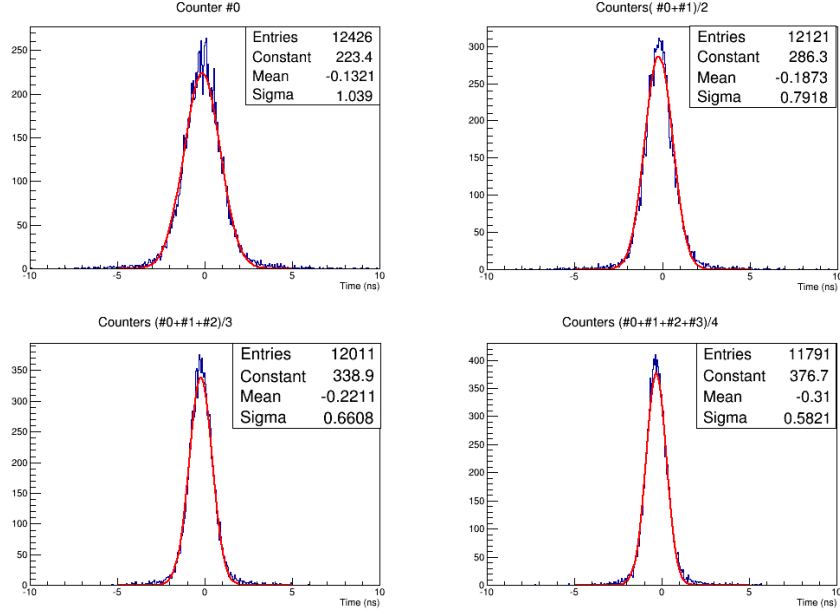 Counter #0
Entries 12426
Constant 223.4
Mean -0.1321
Sigma 1.039
250
200
150
100
50
0
-10 -5 0 5 10
Time (ns)
Counters( #0+#1)/2
Entries 12121
Constant 286.3
Mean -0.1873
Sigma 0.7918
300
250
200
150
100
50
0
-10 -5 0 5 10
Time (ns)
Counters (#0+#1+#2)/3
Entries 12011
Constant 338.9
Mean -0.2211
Sigma 0.6608
350
300
250
200
150
100
50
0
-10 -5 0 5 10
Time (ns)
Counters (#0+#1+#2+#3)/4
Entries 11791
Constant 376.7
Mean -0.31
Sigma 0.5821
400
350
300
250
200
150
100
50
0
-10 -5 0 5 10
Time (ns)